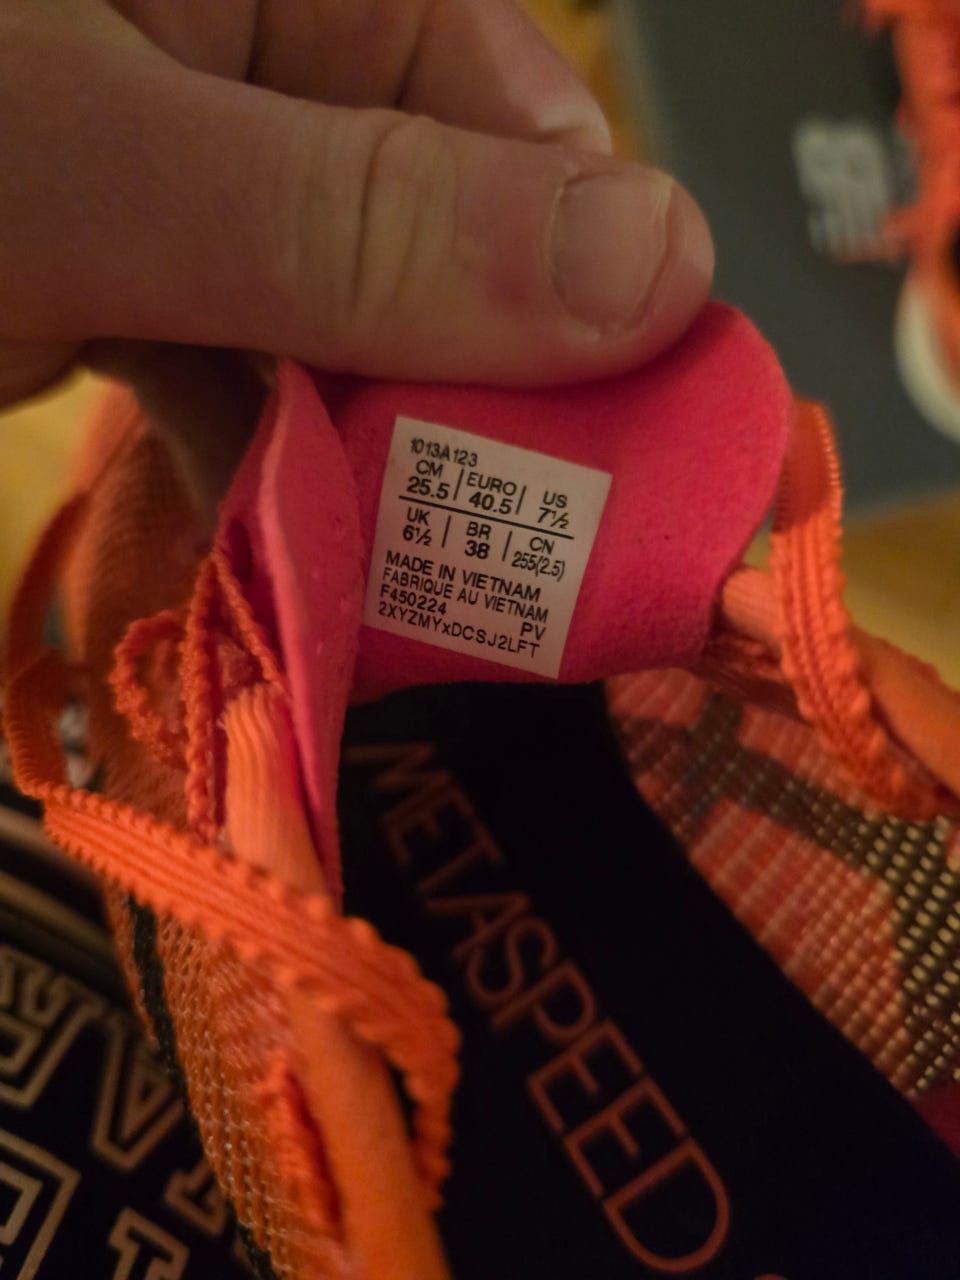 1013A123
CM | EURO | US
25.5 | 40.5 | 7½
UK | BR | CN
6½ | 38 | 255(2.5)
MADE IN VIETNAM
FABRIQUE AU VIETNAM
F450224 PV
2XYZMYxDCSJ2LFT
METASPEED